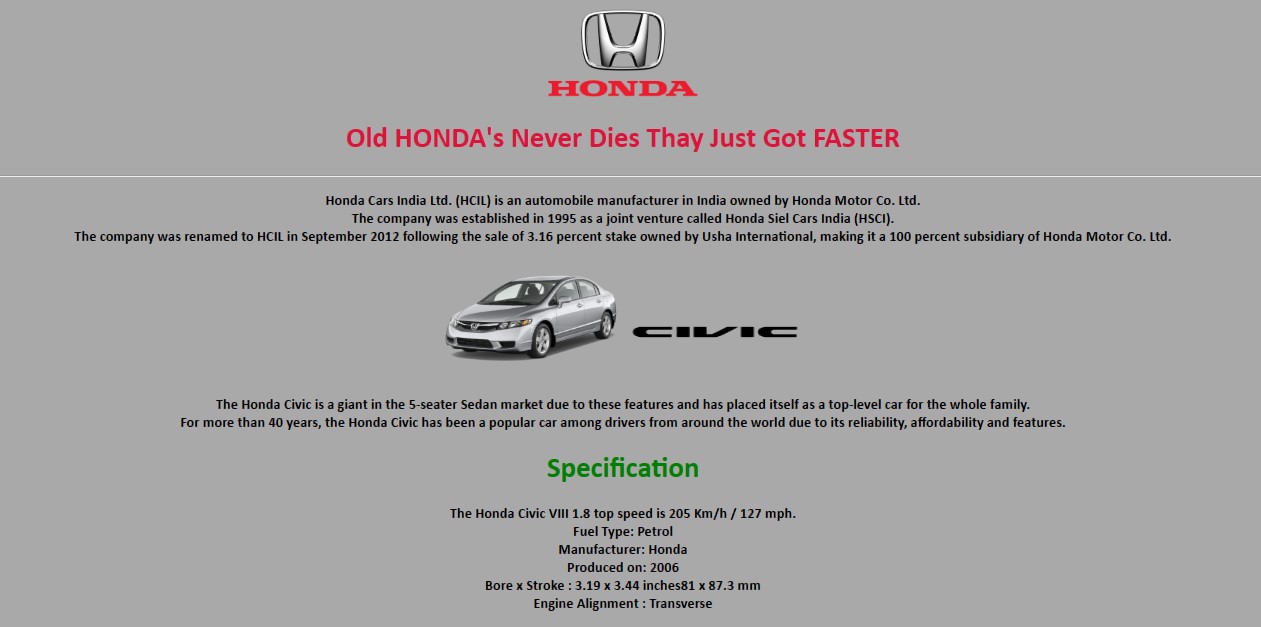 HONDA
Old HONDA's Never Dies Thay Just Got FASTER
Honda Cars India Ltd. (HCIL) is an automobile manufacturer in India owned by Honda Motor Co. Ltd.
The company was established in 1995 as a joint venture called Honda Siel Cars India (HSCI).
The company was renamed to HCIL in September 2012 following the sale of 3.16 percent stake owned by Usha International, making it a 100 percent subsidiary of Honda Motor Co. Ltd.
CIVIC
The Honda Civic is a giant in the 5-seater Sedan market due to these features and has placed itself as a top-level car for the whole family.
For more than 40 years, the Honda Civic has been a popular car among drivers from around the world due to its reliability, affordability and features.
Specification
The Honda Civic VIII 1.8 top speed is 205 Km/h / 127 mph.
Fuel Type: Petrol
Manufacturer: Honda
Produced on: 2006
Bore x Stroke : 3.19 x 3.44 inches81 x 87.3 mm
Engine Alignment : Transverse